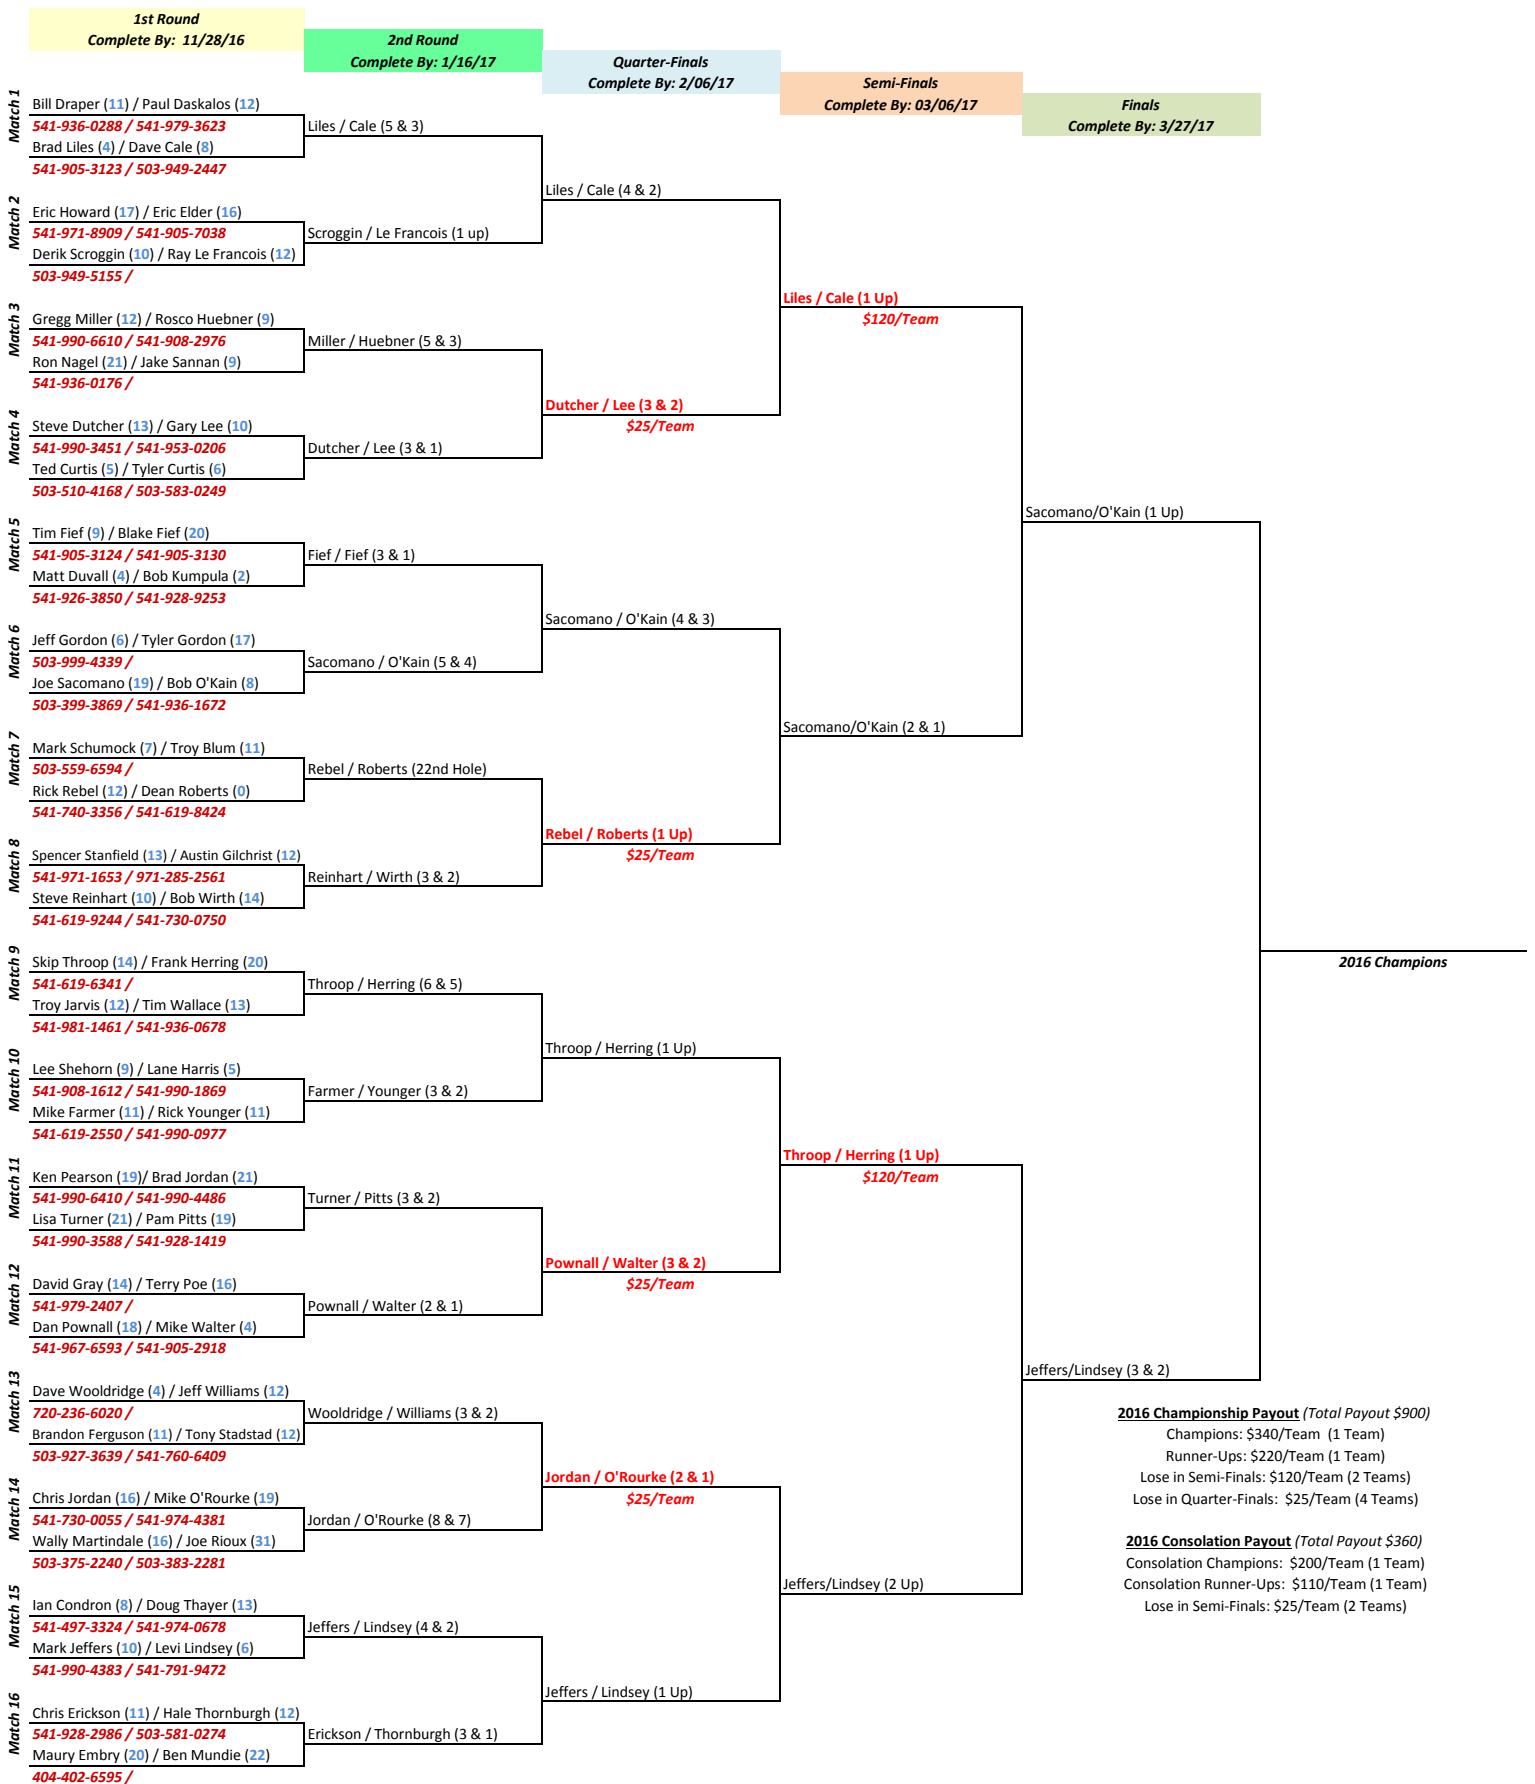 1st Round
Complete By:  11/28/16
2nd Round
Complete By: 1/16/17
Quarter-Finals
Complete By: 2/06/17
Semi-Finals
Complete By: 03/06/17
Finals
Complete By: 3/27/17
Match 1
Bill Draper (11) / Paul Daskalos (12)
541-936-0288 / 541-979-3623
Brad Liles (4) / Dave Cale (8)
541-905-3123 / 503-949-2447
Match 2
Eric Howard (17) / Eric Elder (16)
541-971-8909 / 541-905-7038
Derik Scroggin (10) / Ray Le Francois (12)
503-949-5155 /
Match 3
Gregg Miller (12) / Rosco Huebner (9)
541-990-6610 / 541-908-2976
Ron Nagel (21) / Jake Sannan (9)
541-936-0176 /
Match 4
Steve Dutcher (13) / Gary Lee (10)
541-990-3451 / 541-953-0206
Ted Curtis (5) / Tyler Curtis (6)
503-510-4168 / 503-583-0249
Match 5
Tim Fief (9) / Blake Fief (20)
541-905-3124 / 541-905-3130
Matt Duvall (4) / Bob Kumpula (2)
541-926-3850 / 541-928-9253
Match 6
Jeff Gordon (6) / Tyler Gordon (17)
503-999-4339 /
Joe Sacomano (19) / Bob O'Kain (8)
503-399-3869 / 541-936-1672
Match 7
Mark Schumock (7) / Troy Blum (11)
503-559-6594 /
Rick Rebel (12) / Dean Roberts (0)
541-740-3356 / 541-619-8424
Match 8
Spencer Stanfield (13) / Austin Gilchrist (12)
541-971-1653 / 971-285-2561
Steve Reinhart (10) / Bob Wirth (14)
541-619-9244 / 541-730-0750
Match 9
Skip Throop (14) / Frank Herring (20)
541-619-6341 /
Troy Jarvis (12) / Tim Wallace (13)
541-981-1461 / 541-936-0678
Match 10
Lee Shehorn (9) / Lane Harris (5)
541-908-1612 / 541-990-1869
Mike Farmer (11) / Rick Younger (11)
541-619-2550 / 541-990-0977
Match 11
Ken Pearson (19)/ Brad Jordan (21)
541-990-6410 / 541-990-4486
Lisa Turner (21) / Pam Pitts (19)
541-990-3588 / 541-928-1419
Match 12
David Gray (14) / Terry Poe (16)
541-979-2407 /
Dan Pownall (18) / Mike Walter (4)
541-967-6593 / 541-905-2918
Match 13
Dave Wooldridge (4) / Jeff Williams (12)
720-236-6020 /
Brandon Ferguson (11) / Tony Stadstad (12)
503-927-3639 / 541-760-6409
Match 14
Chris Jordan (16) / Mike O'Rourke (19)
541-730-0055 / 541-974-4381
Wally Martindale (16) / Joe Rioux (31)
503-375-2240 / 503-383-2281
Match 15
Ian Condron (8) / Doug Thayer (13)
541-497-3324 / 541-974-0678
Mark Jeffers (10) / Levi Lindsey (6)
541-990-4383 / 541-791-9472
Match 16
Chris Erickson (11) / Hale Thornburgh (12)
541-928-2986 / 503-581-0274
Maury Embry (20) / Ben Mundie (22)
404-402-6595 /
Liles / Cale (5 & 3)
Scroggin / Le Francois (1 up)
Miller / Huebner (5 & 3)
Dutcher / Lee (3 & 1)
Fief / Fief (3 & 1)
Sacomano / O'Kain (5 & 4)
Rebel / Roberts (22nd Hole)
Reinhart / Wirth (3 & 2)
Throop / Herring (6 & 5)
Farmer / Younger (3 & 2)
Turner / Pitts (3 & 2)
Pownall / Walter (2 & 1)
Wooldridge / Williams (3 & 2)
Jordan / O'Rourke (8 & 7)
Jeffers / Lindsey (4 & 2)
Erickson / Thornburgh (3 & 1)
Liles / Cale (4 & 2)
Dutcher / Lee (3 & 2)
$25/Team
Sacomano / O'Kain (4 & 3)
Rebel / Roberts (1 Up)
$25/Team
Throop / Herring (1 Up)
Pownall / Walter (3 & 2)
$25/Team
Jordan / O'Rourke (2 & 1)
$25/Team
Jeffers / Lindsey (1 Up)
Liles / Cale (1 Up)
$120/Team
Sacomano/O'Kain (2 & 1)
Throop / Herring (1 Up)
$120/Team
Jeffers/Lindsey (2 Up)
Sacomano/O'Kain (1 Up)
Jeffers/Lindsey (3 & 2)
2016 Champions
2016 Championship Payout (Total Payout $900)
Champions: $340/Team  (1 Team)
Runner-Ups: $220/Team (1 Team)
Lose in Semi-Finals: $120/Team (2 Teams)
Lose in Quarter-Finals:  $25/Team (4 Teams)
2016 Consolation Payout (Total Payout $360)
Consolation Champions:  $200/Team (1 Team)
Consolation Runner-Ups:  $110/Team (1 Team)
Lose in Semi-Finals: $25/Team (2 Teams)